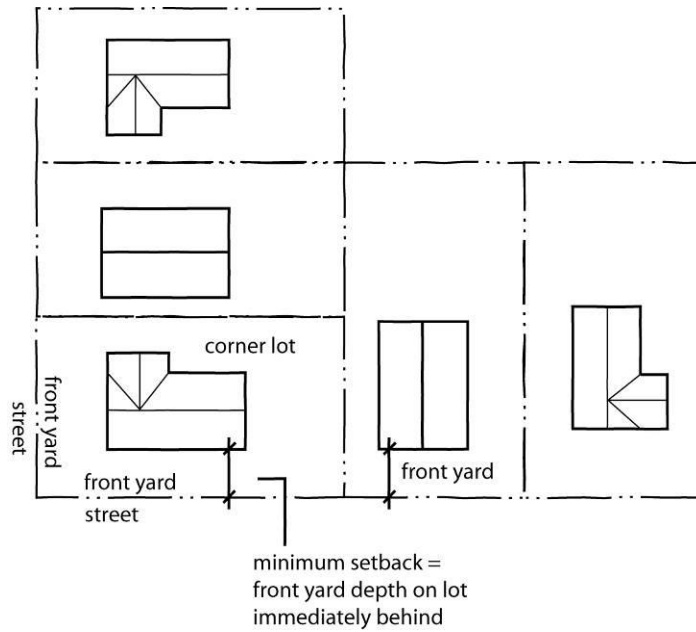 corner lot
front yard
street
front yard
street
front yard
minimum setback =
front yard depth on lot
immediately behind